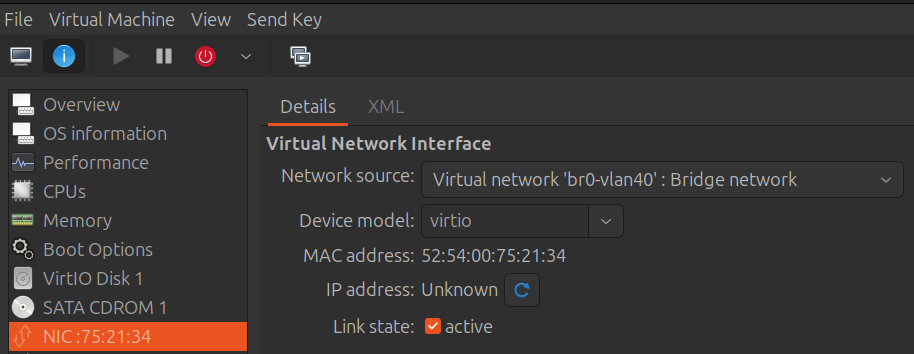 File Virtual Machine View Send Key
Overview
OS information
Performance
CPUs
Memory
Boot Options
VirtIO Disk 1
SATA CDROM 1
NIC :75:21:34
Details XML
Virtual Network Interface
Network source: Virtual network 'br0-vlan40' : Bridge network
Device model: virtio
MAC address: 52:54:00:75:21:34
IP address: Unknown
Link state: active